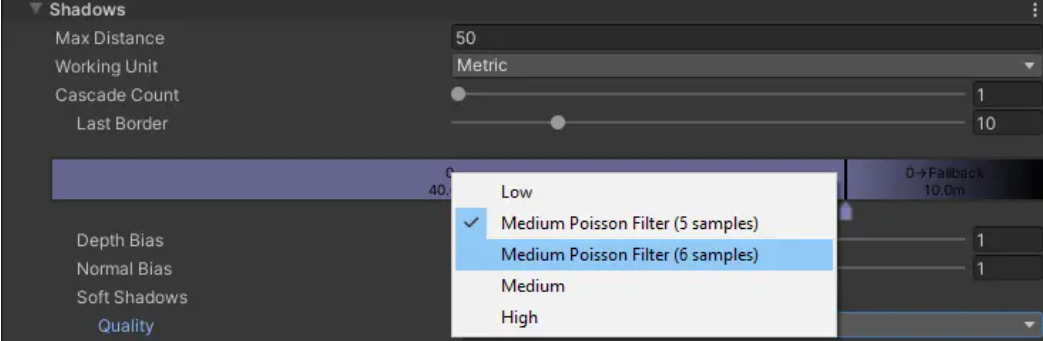 Shadows
Max Distance 50
Working Unit Metric
Cascade Count 1
Last Border 10
0 0→Fallback
40. 10.0m
Low
Medium Poisson Filter (5 samples)
Medium Poisson Filter (6 samples)
Medium
High
Depth Bias 1
Normal Bias 1
Soft Shadows
Quality